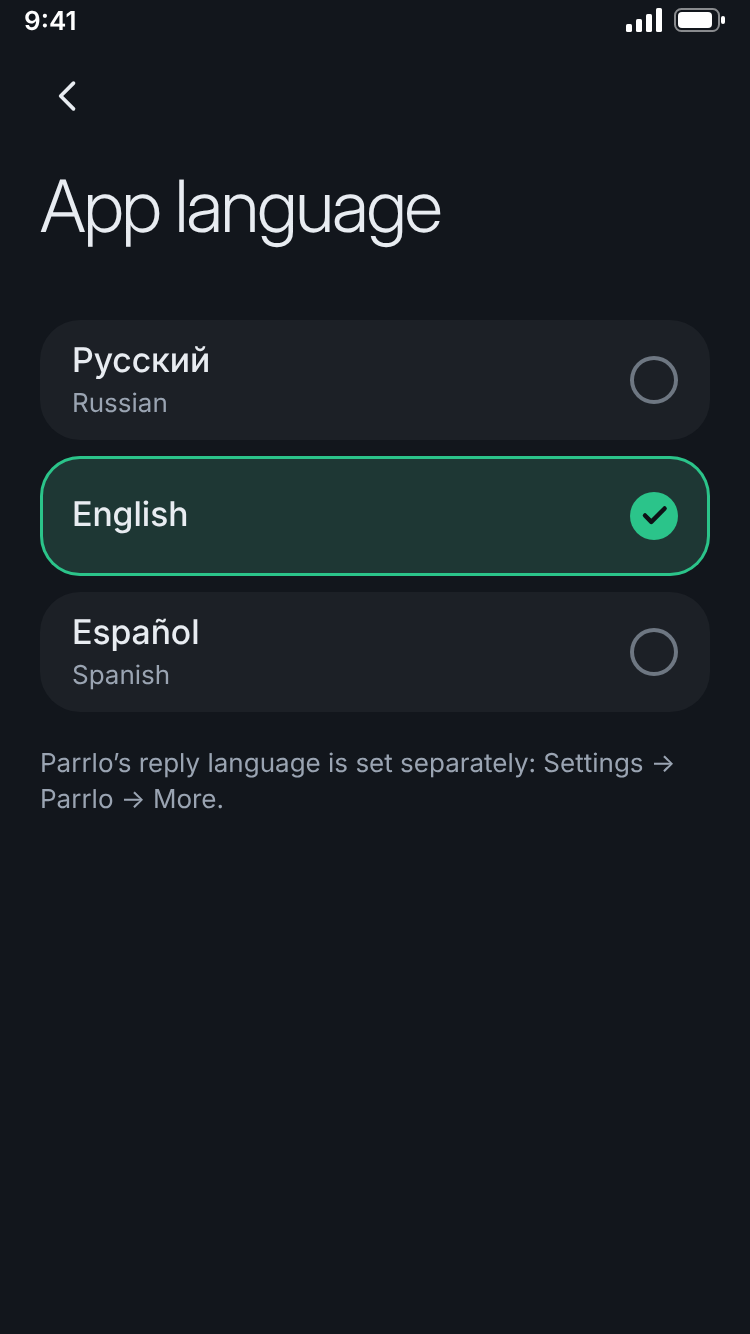 9:41
App language
Русский
Russian
English
Español
Spanish
Parrlo’s reply language is set separately: Settings →
Parrlo → More.